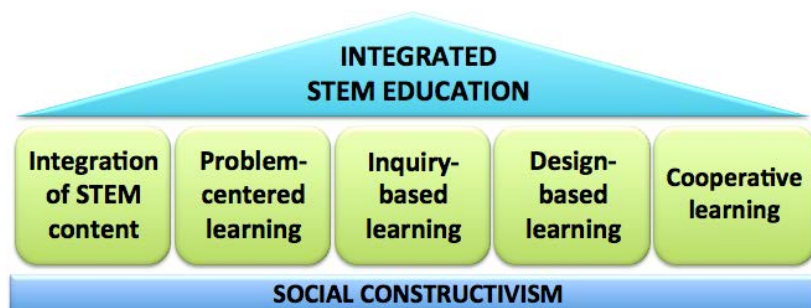 INTEGRATED
STEM EDUCATION
Integration
of STEM
content
Problem-
centered
learning
Inquiry-
based
learning
Design-
based
learning
Cooperative
learning
SOCIAL CONSTRUCTIVISM